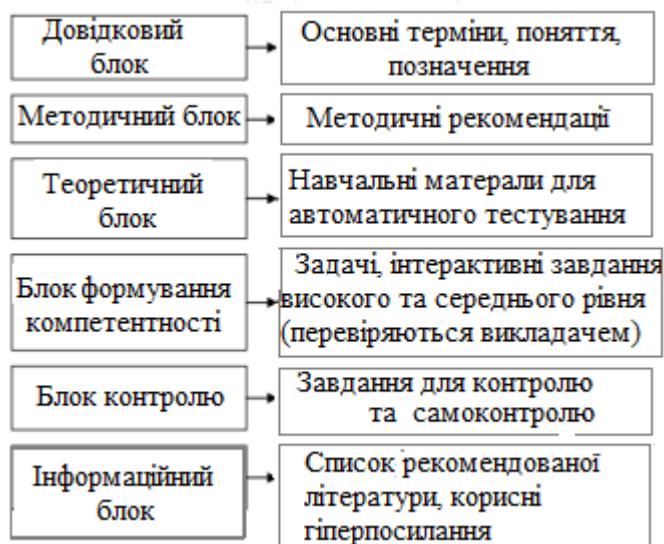 Довідковий
блок
Основні терміни, поняття,
позначення
Методичний блок
Методичні рекомендації
Теоретичний
блок
Навчальні матерали для
автоматичного тестування
Блок формування
компетентності
Задачі, інтерактивні завдання
високого та середнього рівня
(перевіряються викладачем)
Блок контролю
Завдання для контролю
та самоконтролю
Інформаційний
блок
Список рекомендованої
літератури, корисні
гіперпосилання